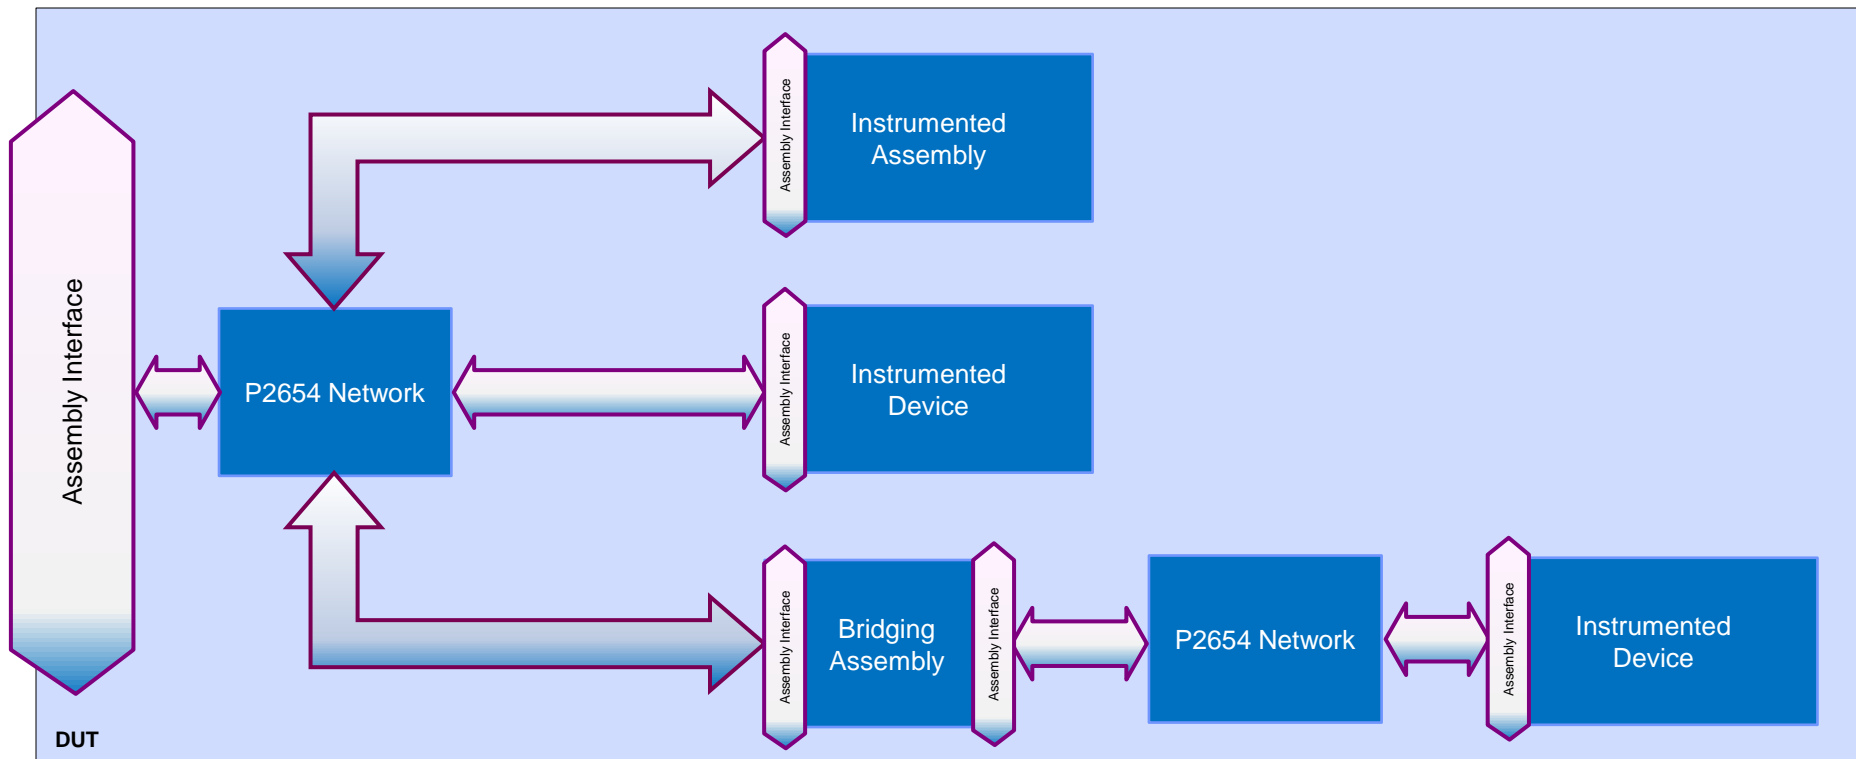 Assembly Interface
P2654 Network
Assembly Interface
Instrumented
Assembly
Assembly Interface
Instrumented
Device
Assembly Interface
Bridging
Assembly
Assembly Interface
P2654 Network
Assembly Interface
Instrumented
Device
DUT